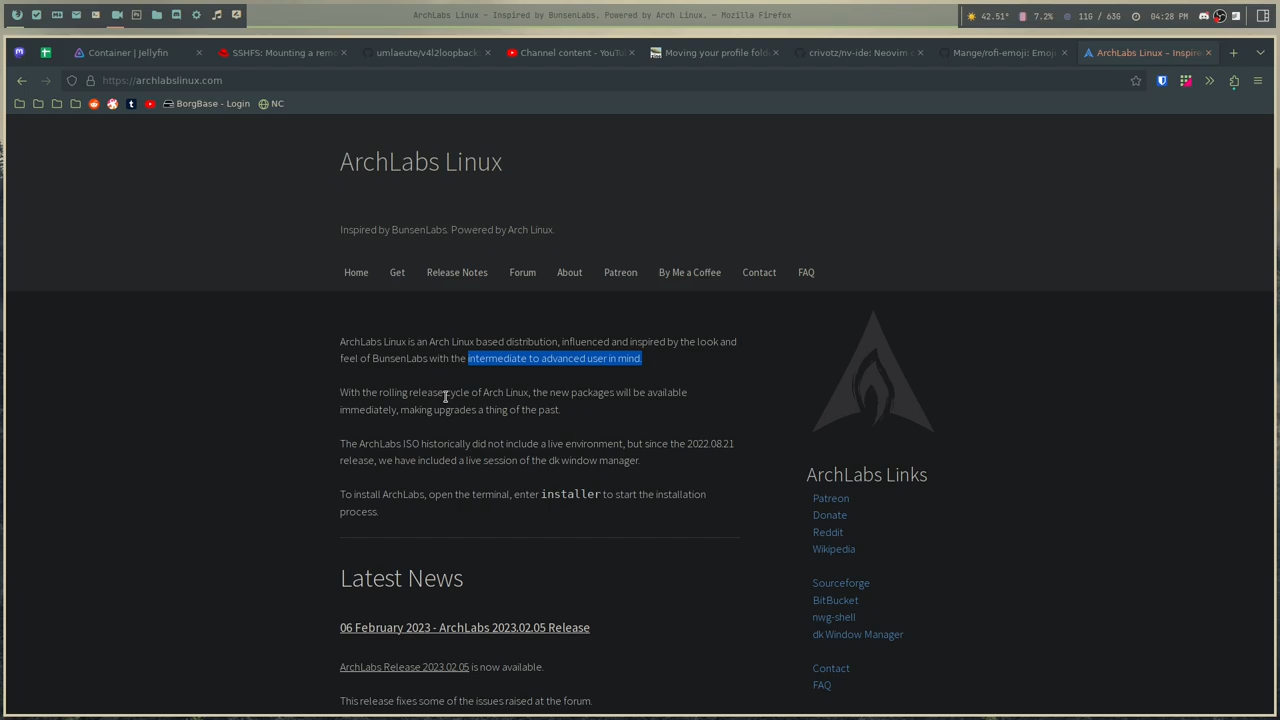 ArchLabs Linux – Inspired by BunsenLabs. Powered by Arch Linux. — Mozilla Firefox
42.51° 7.2% 11G / 63G 04:28 PM
Container | Jellyfin
SSHFS: Mounting a rem
umlaeute/v4l2loopback
Channel content - YouTu
Moving your profile fold
crivotz/nv-ide: Neovim c
Mange/rofi-emoji: Emoj
ArchLabs Linux – Inspire
https://archlabslinux.com
BorgBase - Login
NC
ArchLabs Linux
Inspired by BunsenLabs. Powered by Arch Linux.
Home Get Release Notes Forum About Patreon By Me a Coffee Contact FAQ
ArchLabs Linux is an Arch Linux based distribution, influenced and inspired by the look and
feel of BunsenLabs with the intermediate to advanced user in mind.
With the rolling release cycle of Arch Linux, the new packages will be available
immediately, making upgrades a thing of the past.
The ArchLabs ISO historically did not include a live environment, but since the 2022.08.21
release, we have included a live session of the dk window manager.
To install ArchLabs, open the terminal, enter installer to start the installation
process.
Latest News
06 February 2023 - ArchLabs 2023.02.05 Release
ArchLabs Release 2023.02.05 is now available.
This release fixes some of the issues raised at the forum.
ArchLabs Links
Patreon
Donate
Reddit
Wikipedia
Sourceforge
BitBucket
nwg-shell
dk Window Manager
Contact
FAQ